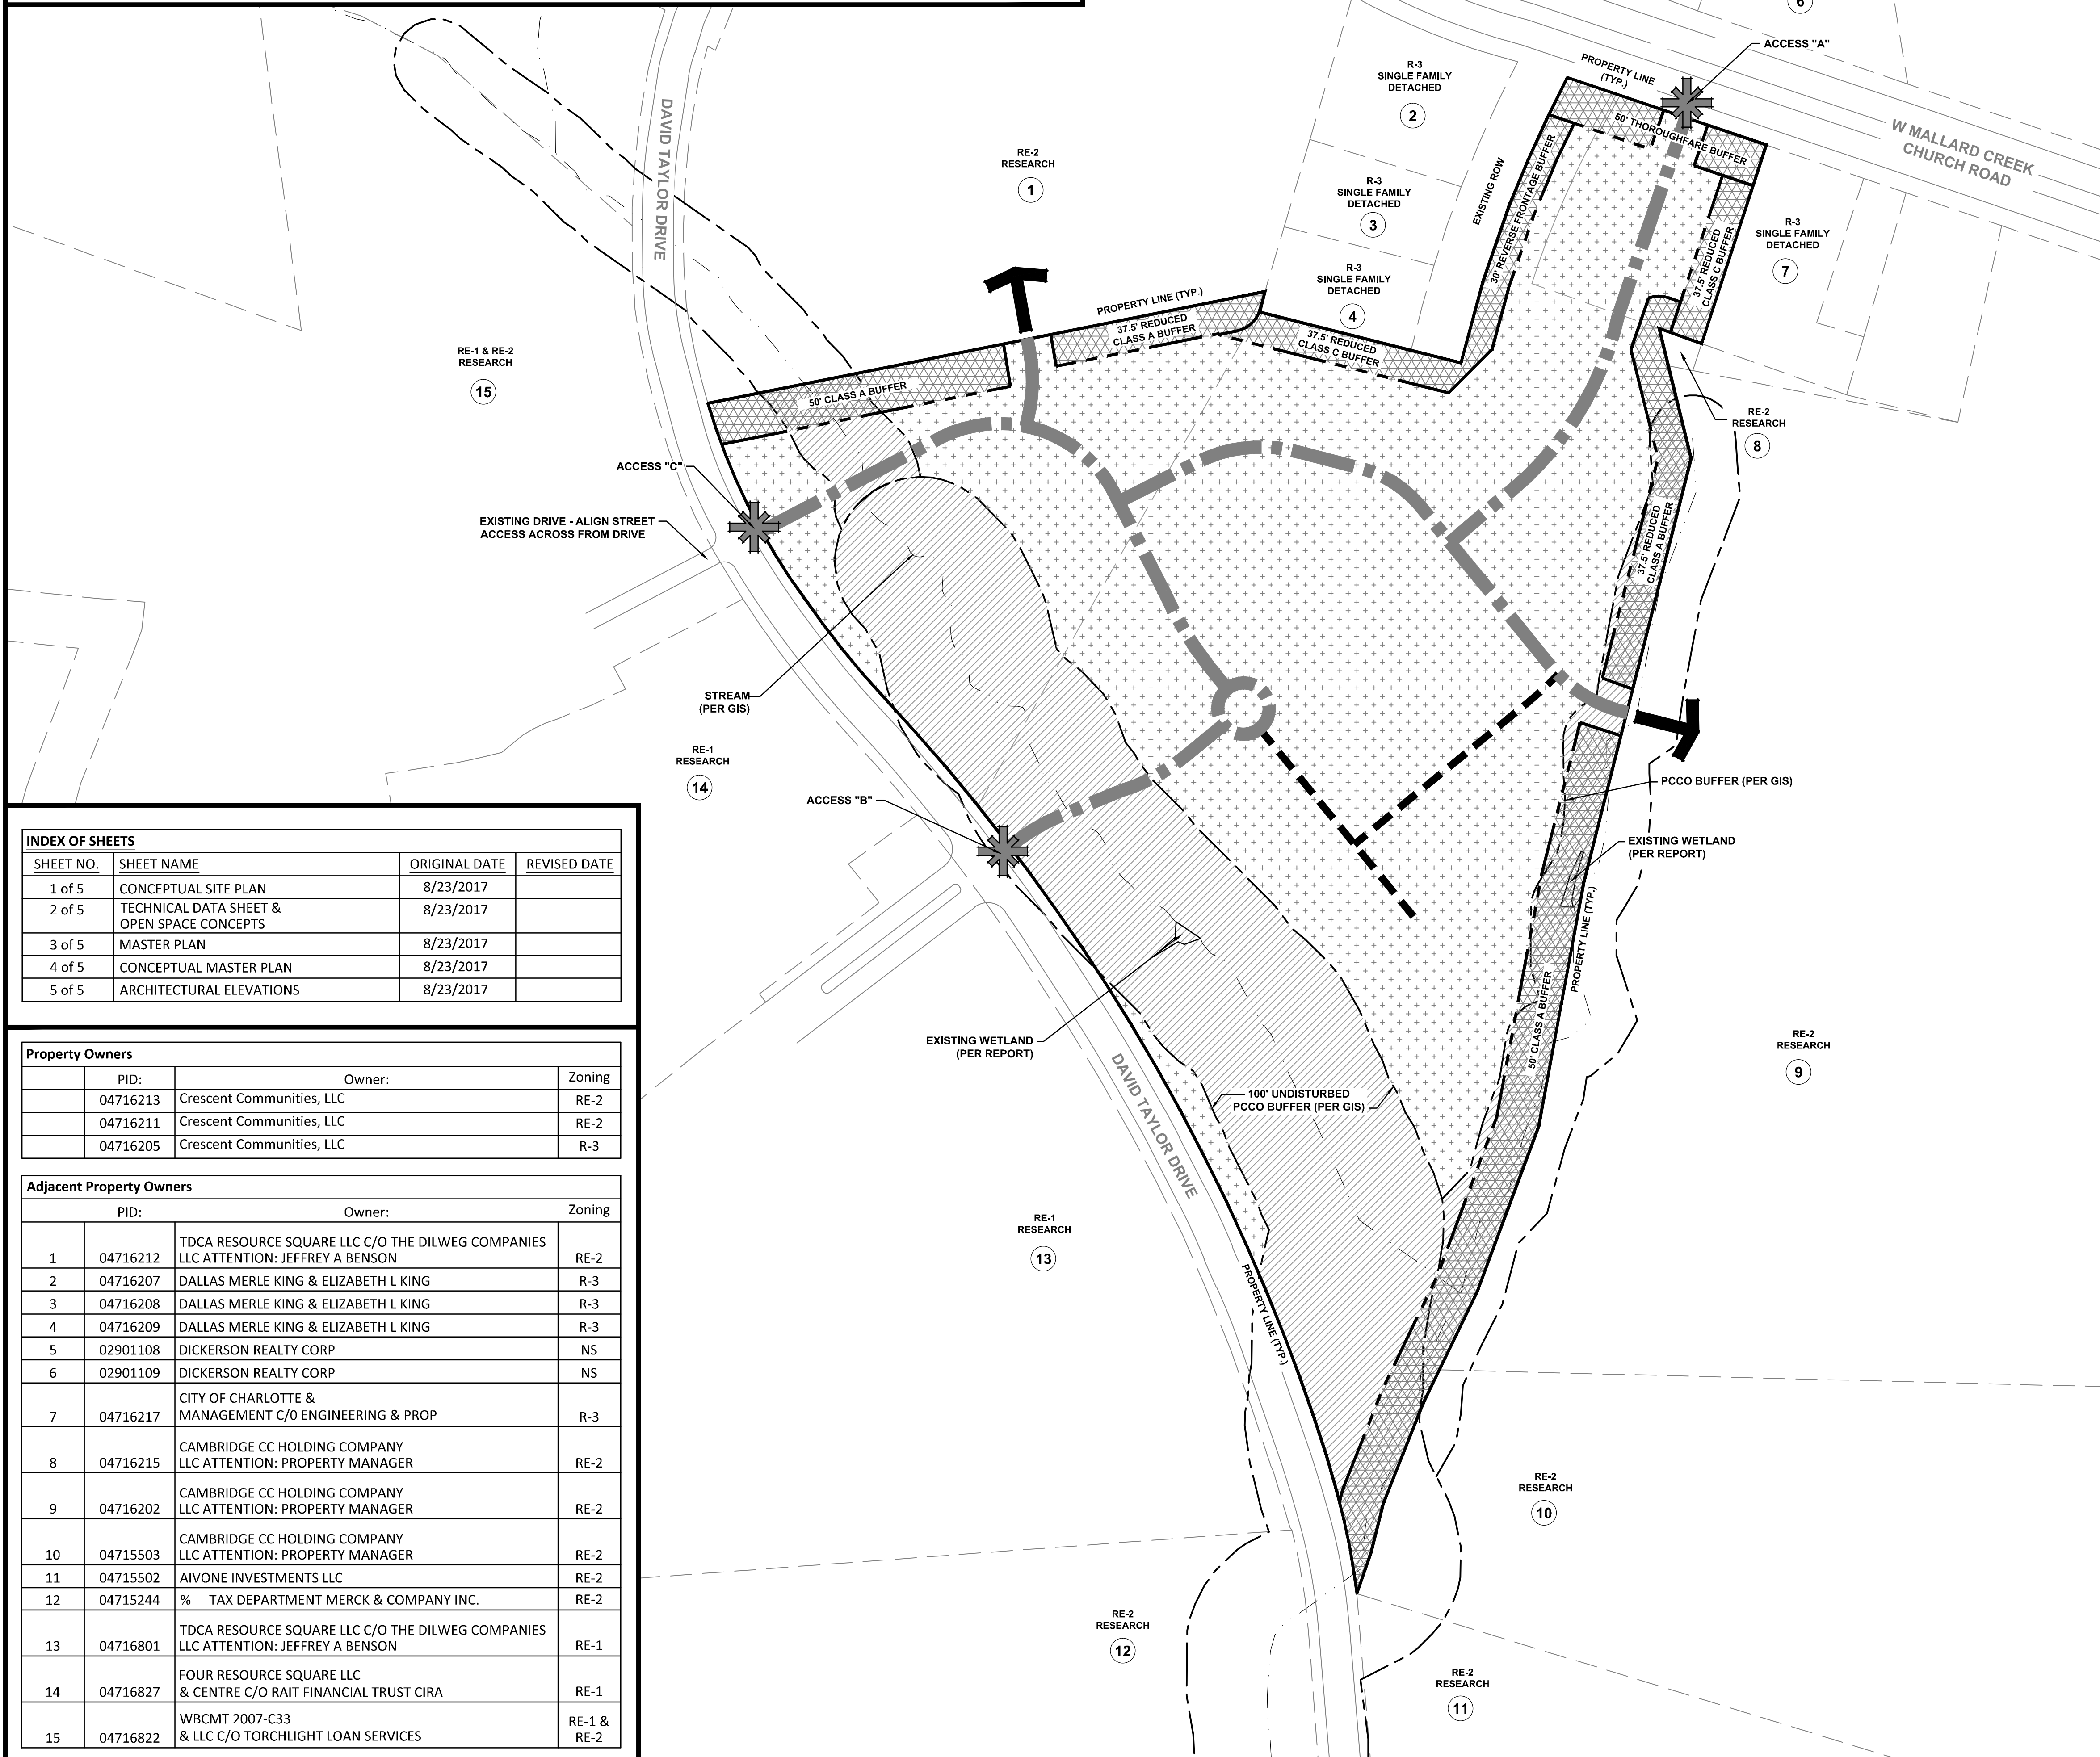 6
ACCESS "A"
PROPERTY LINE
(TYP.)
R-3
SINGLE FAMILY
DETACHED
2
50' THOROUGHFARE BUFFER
W MALLARD CREEK
CHURCH ROAD
DAVID TAYLOR DRIVE
RE-2
RESEARCH
1
EXISTING ROW
30' REVERSE FRONTAGE BUFFER
R-3
SINGLE FAMILY
DETACHED
3
R-3
SINGLE FAMILY
DETACHED
7
37.5' REDUCED
CLASS C BUFFER
R-3
SINGLE FAMILY
DETACHED
4
PROPERTY LINE (TYP.)
37.5' REDUCED
CLASS A BUFFER
37.5' REDUCED
CLASS C BUFFER
RE-1 & RE-2
RESEARCH
15
50' CLASS A BUFFER
RE-2
RESEARCH
8
ACCESS "C"
EXISTING DRIVE - ALIGN STREET
ACCESS ACROSS FROM DRIVE
37.5' REDUCED
CLASS A BUFFER
STREAM
(PER GIS)
RE-1
RESEARCH
14
ACCESS "B"
PCCO BUFFER (PER GIS)
EXISTING WETLAND
(PER REPORT)
PROPERTY LINE (TYP.)
50' CLASS A BUFFER
EXISTING WETLAND
(PER REPORT)
RE-2
RESEARCH
9
DAVID TAYLOR DRIVE
100' UNDISTURBED
PCCO BUFFER (PER GIS)
RE-1
RESEARCH
13
PROPERTY LINE (TYP.)
RE-2
RESEARCH
10
RE-2
RESEARCH
12
RE-2
RESEARCH
11
INDEX OF SHEETS
SHEET NO. SHEET NAME ORIGINAL DATE REVISED DATE
1 of 5 CONCEPTUAL SITE PLAN 8/23/2017
2 of 5 TECHNICAL DATA SHEET & 8/23/2017
OPEN SPACE CONCEPTS
3 of 5 MASTER PLAN 8/23/2017
4 of 5 CONCEPTUAL MASTER PLAN 8/23/2017
5 of 5 ARCHITECTURAL ELEVATIONS 8/23/2017
Property Owners
PID: Owner: Zoning
04716213 Crescent Communities, LLC RE-2
04716211 Crescent Communities, LLC RE-2
04716205 Crescent Communities, LLC R-3
Adjacent Property Owners
PID: Owner: Zoning
TDCA RESOURCE SQUARE LLC C/O THE DILWEG COMPANIES
1 04716212 LLC ATTENTION: JEFFREY A BENSON RE-2
2 04716207 DALLAS MERLE KING & ELIZABETH L KING R-3
3 04716208 DALLAS MERLE KING & ELIZABETH L KING R-3
4 04716209 DALLAS MERLE KING & ELIZABETH L KING R-3
5 02901108 DICKERSON REALTY CORP NS
6 02901109 DICKERSON REALTY CORP NS
CITY OF CHARLOTTE &
7 04716217 MANAGEMENT C/0 ENGINEERING & PROP R-3
CAMBRIDGE CC HOLDING COMPANY
8 04716215 LLC ATTENTION: PROPERTY MANAGER RE-2
CAMBRIDGE CC HOLDING COMPANY
9 04716202 LLC ATTENTION: PROPERTY MANAGER RE-2
CAMBRIDGE CC HOLDING COMPANY
10 04715503 LLC ATTENTION: PROPERTY MANAGER RE-2
11 04715502 AIVONE INVESTMENTS LLC RE-2
12 04715244 % TAX DEPARTMENT MERCK & COMPANY INC. RE-2
TDCA RESOURCE SQUARE LLC C/O THE DILWEG COMPANIES
13 04716801 LLC ATTENTION: JEFFREY A BENSON RE-1
FOUR RESOURCE SQUARE LLC
14 04716827 & CENTRE C/O RAIT FINANCIAL TRUST CIRA RE-1
WBCMT 2007-C33 RE-1 &
15 04716822 & LLC C/O TORCHLIGHT LOAN SERVICES RE-2